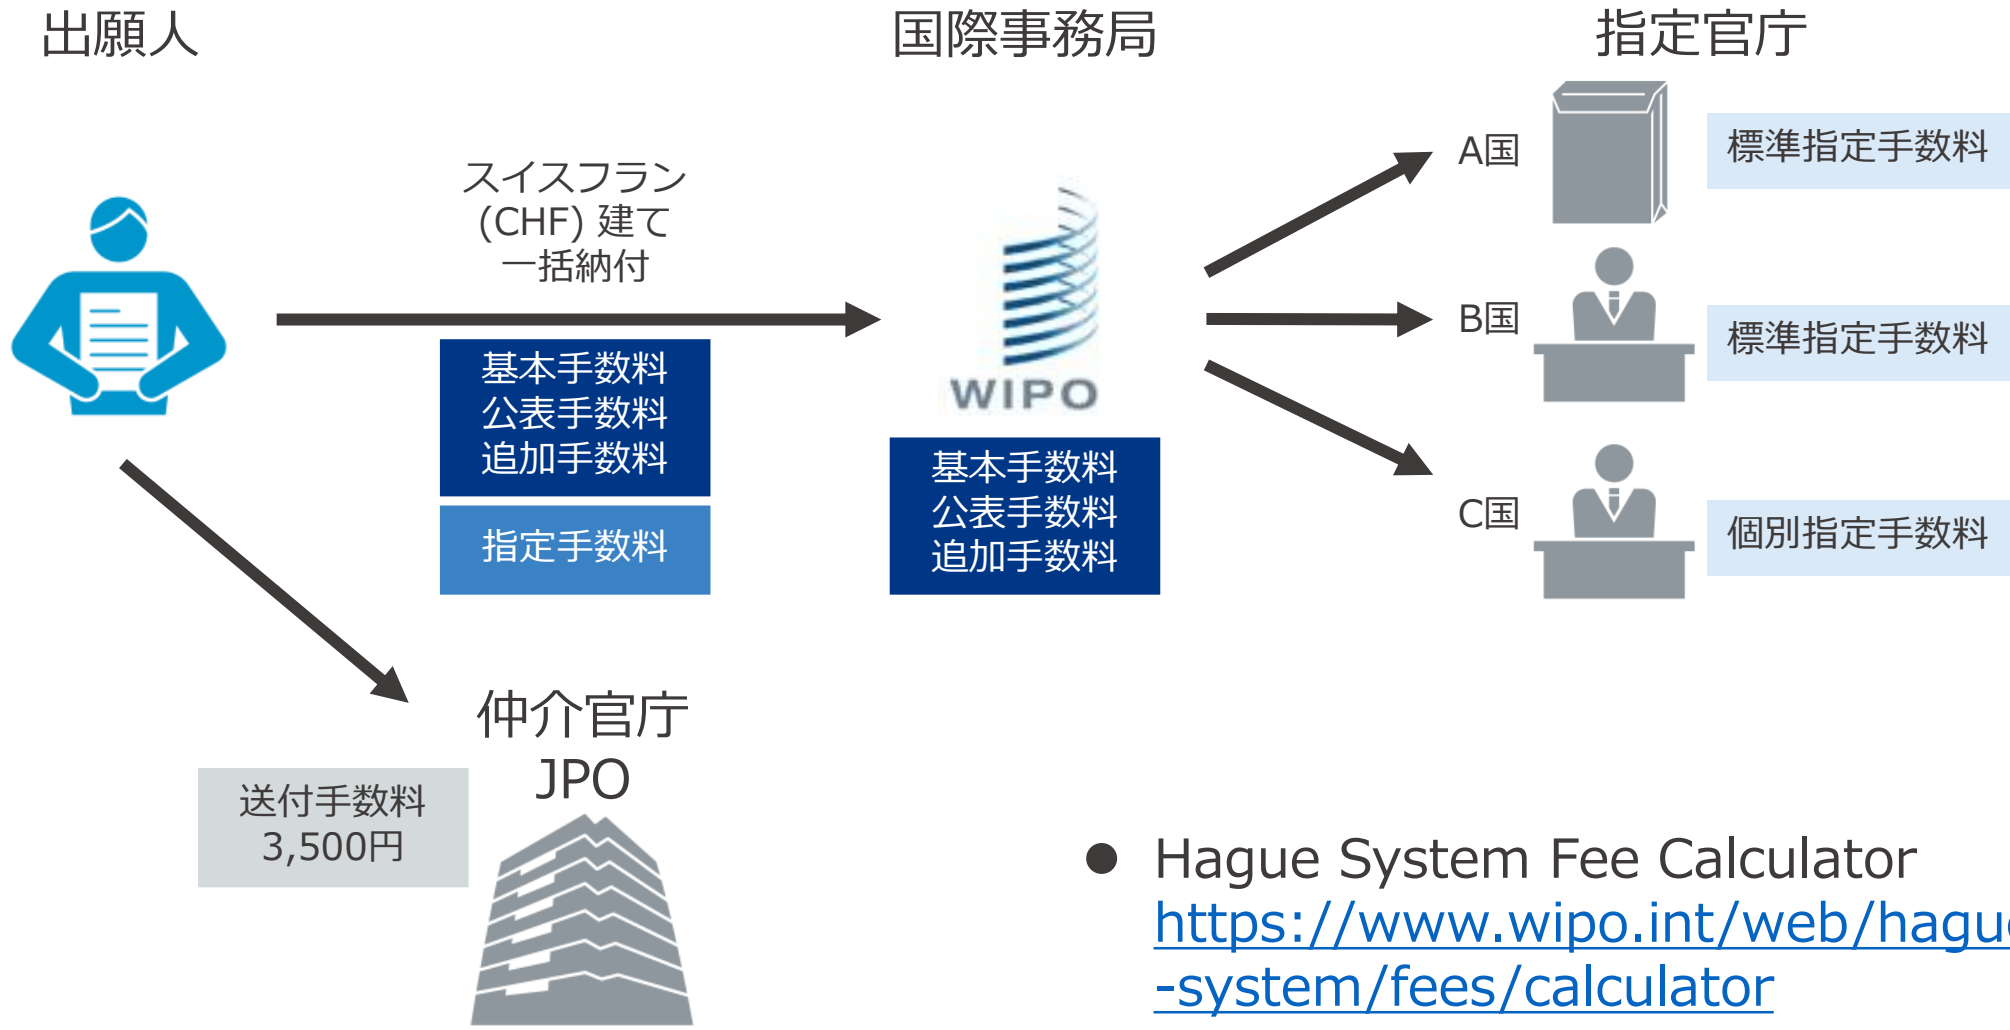 出願人
国際事務局
指定官庁
スイスフラン
(CHF) 建て
一括納付
基本手数料
公表手数料
追加手数料
指定手数料
WIPO
基本手数料
公表手数料
追加手数料
A国
標準指定手数料
B国
標準指定手数料
C国
個別指定手数料
仲介官庁
JPO
送付手数料
3,500円
● Hague System Fee Calculator
https://www.wipo.int/web/hague
-system/fees/calculator